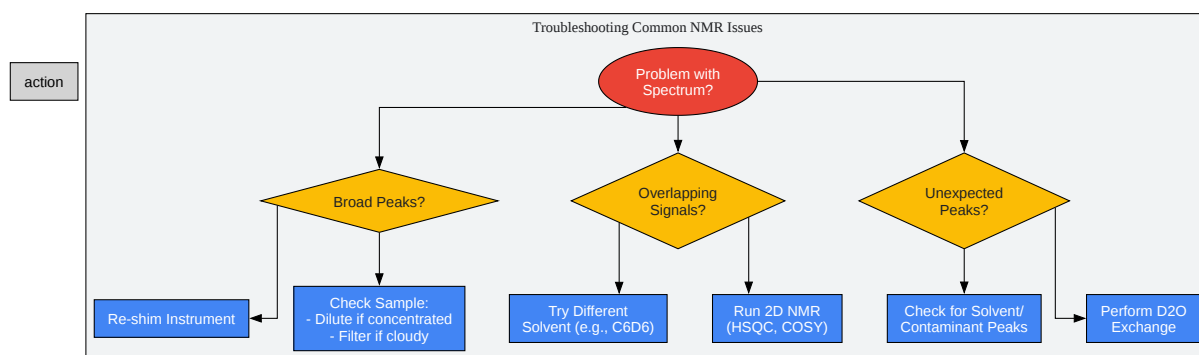 Troubleshooting Common NMR Issues
action
Problem with
Spectrum?
Broad Peaks?
Overlapping
Signals?
Unexpected
Peaks?
Re-shim Instrument
Check Sample:
- Dilute if concentrated
- Filter if cloudy
Try Different
Solvent (e.g., C6D6)
Run 2D NMR
(HSQC, COSY)
Check for Solvent/
Contaminant Peaks
Perform D2O
Exchange